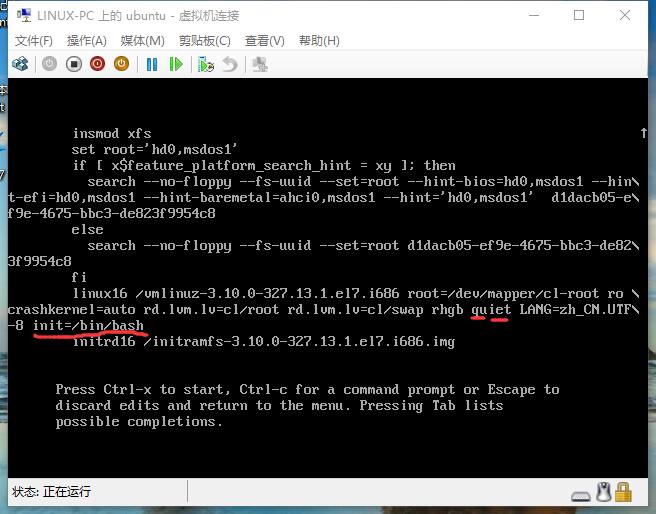 LINUX-PC 上的 ubuntu - 虚拟机连接
文件(F) 操作(A) 媒体(M) 剪贴板(C) 查看(V) 帮助(H)
insmod xfs
set root='hd0,msdos1'
if [ x$feature_platform_search_hint = xy ]; then
search --no-floppy --fs-uuid --set=root --hint-bios=hd0,msdos1 --hin\
t-efi=hd0,msdos1 --hint-baremetal=ahci0,msdos1 --hint='hd0,msdos1'  d1dacb05-e\
f9e-4675-bbc3-de823f9954c8
else
search --no-floppy --fs-uuid --set=root d1dacb05-ef9e-4675-bbc3-de82\
3f9954c8
fi
linux16 /vmlinuz-3.10.0-327.13.1.el7.i686 root=/dev/mapper/cl-root ro \
crashkernel=auto rd.lvm.lv=cl/root rd.lvm.lv=cl/swap rhgb quiet LANG=zh_CN.UTF\
-8 init=/bin/bash
initrd16 /initramfs-3.10.0-327.13.1.el7.i686.img
Press Ctrl-x to start, Ctrl-c for a command prompt or Escape to
discard edits and return to the menu. Pressing Tab lists
possible completions.
状态: 正在运行